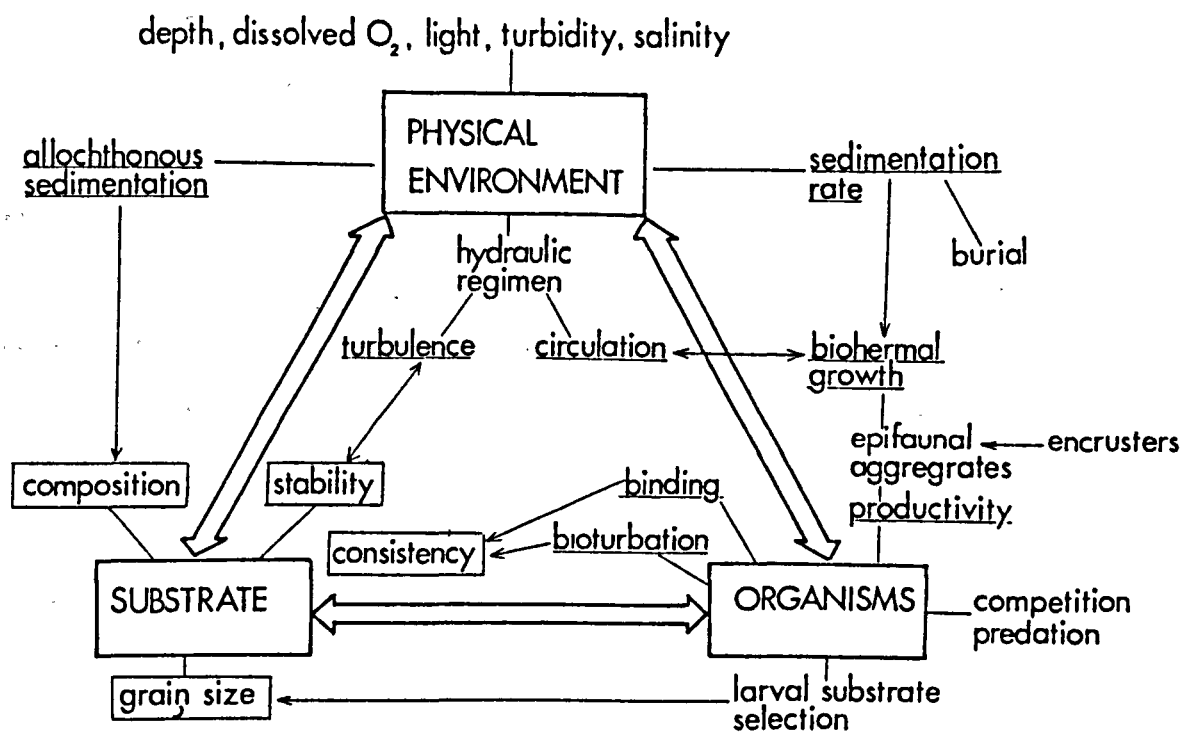 depth, dissolved O₂, light, turbidity, salinity
PHYSICAL
ENVIRONMENT
allochthonous
sedimentation
sedimentation
rate
burial
hydraulic
regimen
turbulence
circulation
biohermal
growth
epifaunal
aggregrates
encrusters
productivity
composition
stability
binding
bioturbation
consistency
SUBSTRATE
ORGANISMS
competition
predation
grain size
larval substrate
selection